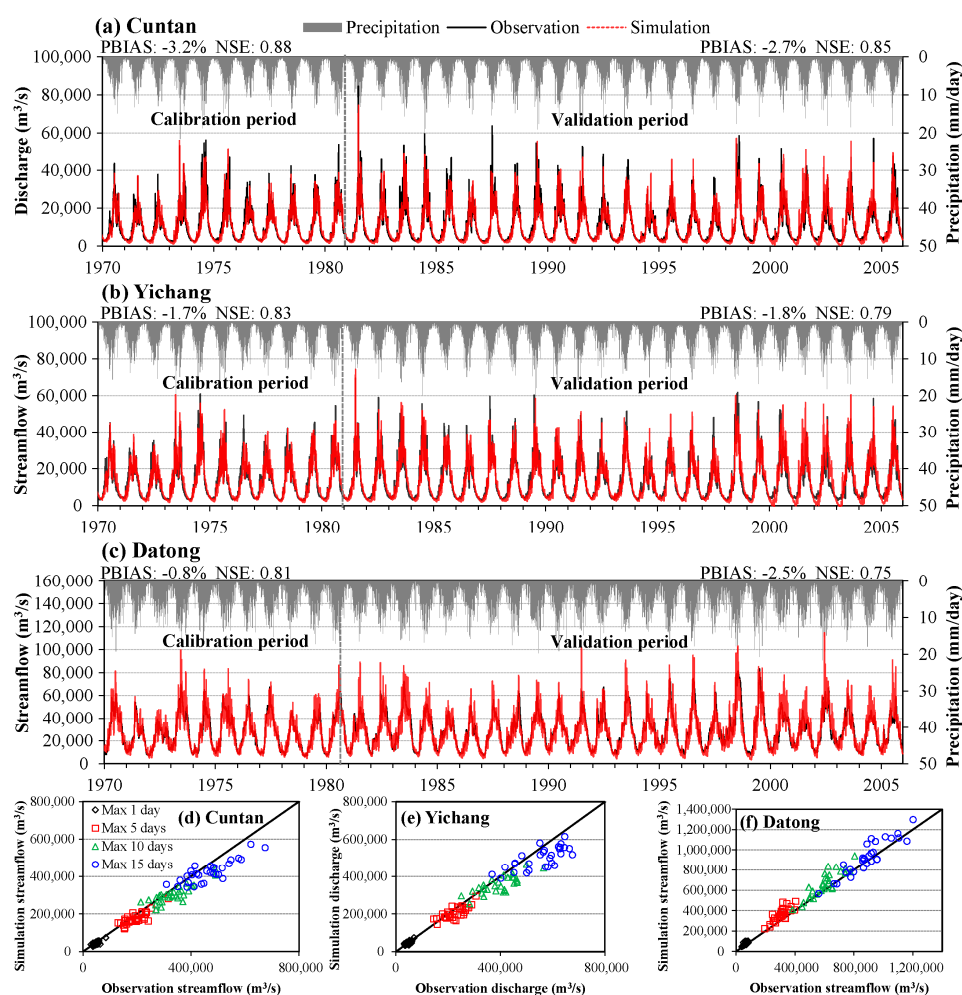 (a) Cuntan
Precipitation Observation Simulation
PBIAS: -3.2% NSE: 0.88
PBIAS: -2.7% NSE: 0.85
100,000
80,000
60,000
40,000
20,000
0
Discharge (m³/s)
Calibration period
Validation period
0
10
20
30
40
50
Precipitation (mm/day)
1970 1975 1980 1985 1990 1995 2000 2005
(b) Yichang
PBIAS: -1.7% NSE: 0.83
PBIAS: -1.8% NSE: 0.79
100,000
80,000
60,000
40,000
20,000
0
Streamflow (m³/s)
Calibration period
Validation period
0
10
20
30
40
50
Precipitation (mm/day)
1970 1975 1980 1985 1990 1995 2000 2005
(c) Datong
PBIAS: -0.8% NSE: 0.81
PBIAS: -2.5% NSE: 0.75
160,000
140,000
120,000
100,000
80,000
60,000
40,000
20,000
0
Streamflow (m³/s)
Calibration period
Validation period
0
10
20
30
40
50
Precipitation (mm/day)
1970 1975 1980 1985 1990 1995 2000 2005
800,000
600,000
400,000
200,000
0
Simulation streamflow (m³/s)
Max 1 day
Max 5 days
Max 10 days
Max 15 days
(d) Cuntan
0 400,000 800,000
Observation streamflow (m³/s)
800,000
600,000
400,000
200,000
0
Simulation discharge (m³/s)
(e) Yichang
0 400,000 800,000
Observation discharge (m³/s)
1,400,000
1,200,000
1,000,000
800,000
600,000
400,000
200,000
0
Simulation streamflow (m³/s)
(f) Datong
0 400,000 800,000 1,200,000
Observation streamflow (m³/s)